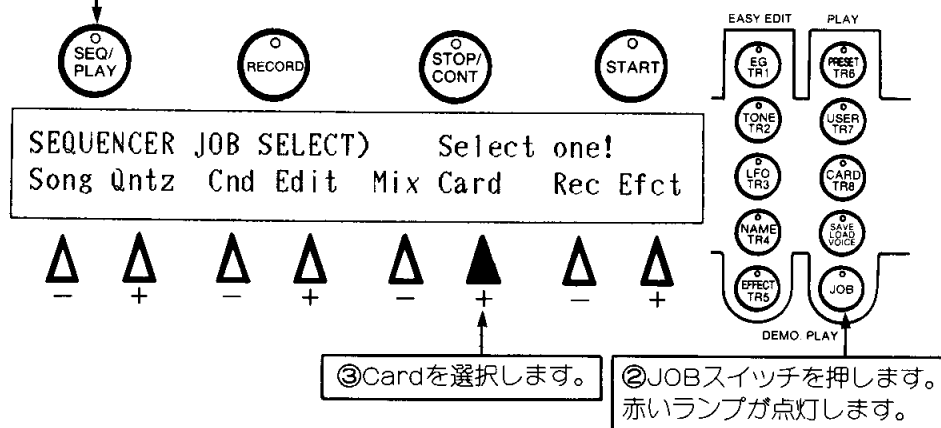 EASY EDIT PLAY
SEQ/
PLAY
RECORD
STOP/
CONT
START
EG
TR1
PRESET
TR6
TONE
TR2
USER
TR7
LFO
TR3
CARD
TR8
NAME
TR4
SAVE
LOAD
VOICE
EFFECT
TR5
JOB
DEMO. PLAY
SEQUENCER JOB SELECT) Select one!
Song Qntz Cnd Edit Mix Card Rec Efct
− + − + − + − +
③Cardを選択します。
②JOBスイッチを押します。
赤いランプが点灯します。